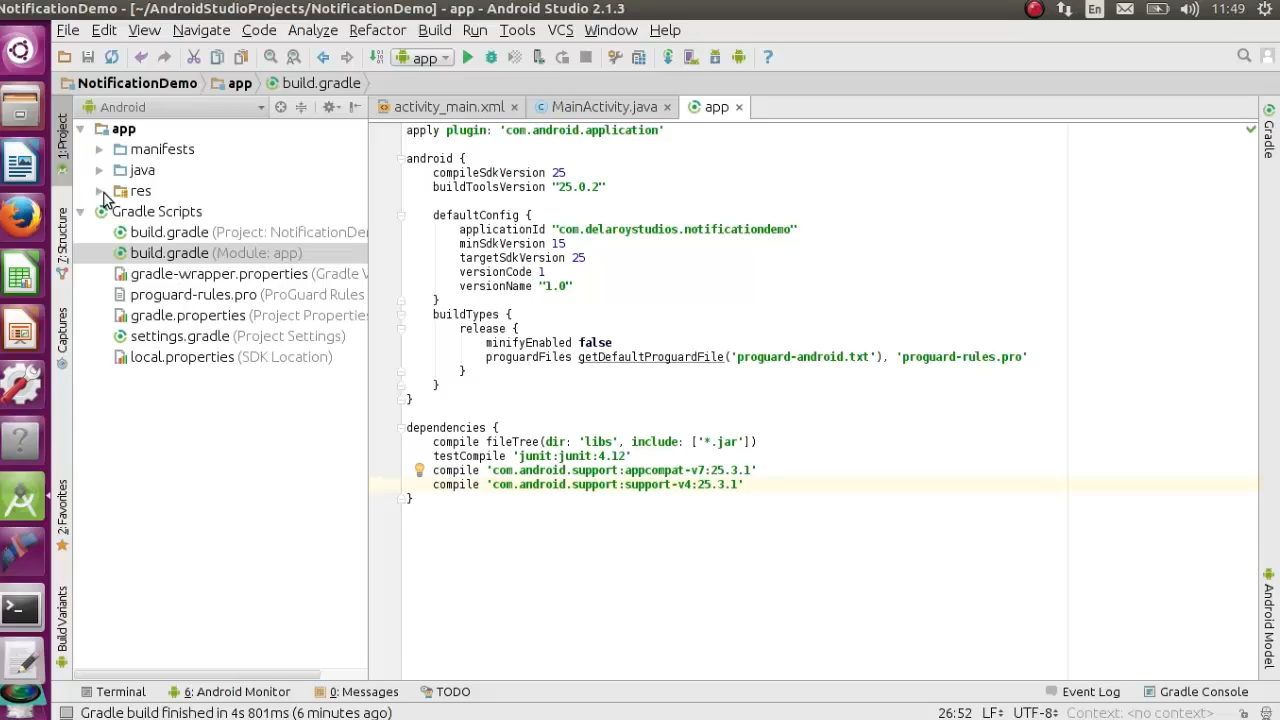 NotificationDemo - [~/AndroidStudioProjects/NotificationDemo] - app - Android Studio 2.1.3
En
11:49
File Edit View Navigate Code Analyze Refactor Build Run Tools VCS Window Help
app
NotificationDemo app build.gradle
Android
activity_main.xml MainActivity.java app
1: Project
7: Structure
Captures
2: Favorites
Build Variants
app
manifests
java
res
Gradle Scripts
build.gradle (Project: NotificationDe
build.gradle (Module: app)
gradle-wrapper.properties (Gradle V
proguard-rules.pro (ProGuard Rules
gradle.properties (Project Propertie
settings.gradle (Project Settings)
local.properties (SDK Location)
apply plugin: 'com.android.application'
android {
compileSdkVersion 25
buildToolsVersion "25.0.2"
defaultConfig {
applicationId "com.delaroystudios.notificationdemo"
minSdkVersion 15
targetSdkVersion 25
versionCode 1
versionName "1.0"
}
buildTypes {
release {
minifyEnabled false
proguardFiles getDefaultProguardFile('proguard-android.txt'), 'proguard-rules.pro'
}
}
}
dependencies {
compile fileTree(dir: 'libs', include: ['*.jar'])
testCompile 'junit:junit:4.12'
compile 'com.android.support:appcompat-v7:25.3.1'
compile 'com.android.support:support-v4:25.3.1'
}
Gradle
Android Model
Terminal 6: Android Monitor 0: Messages TODO Event Log Gradle Console
Gradle build finished in 4s 801ms (6 minutes ago) 26:52 LF UTF-8 Context: <no context>